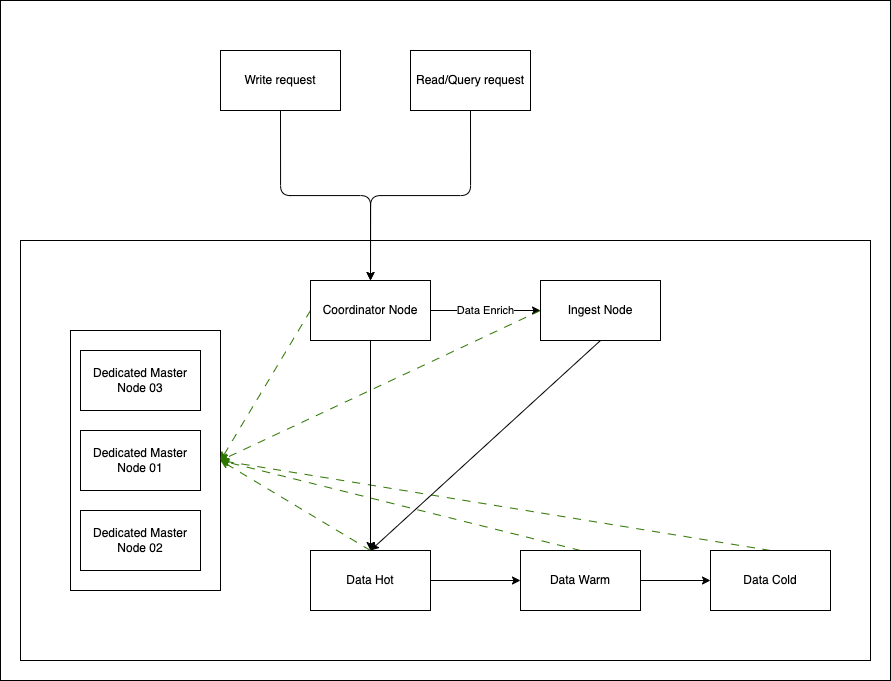 Write request
Read/Query request
Coordinator Node
Data Enrich
Ingest Node
Dedicated Master
Node 03
Dedicated Master
Node 01
Dedicated Master
Node 02
Data Hot
Data Warm
Data Cold